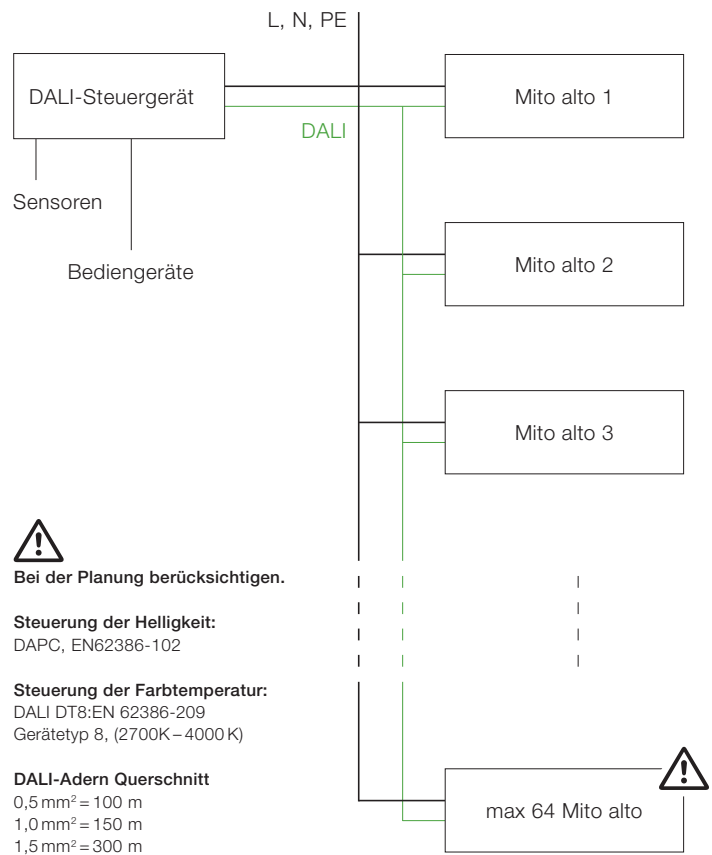 L, N, PE
DALI-Steuergerät
Mito alto 1
DALI
Sensoren
Bediengeräte
Mito alto 2
Mito alto 3
Bei der Planung berücksichtigen.
Steuerung der Helligkeit:
DAPC, EN62386-102
Steuerung der Farbtemperatur:
DALI DT8:EN 62386-209
Gerätetyp 8, (2700K – 4000 K)
DALI-Adern Querschnitt
0,5 mm² = 100 m
1,0 mm² = 150 m
1,5 mm² = 300 m
max 64 Mito alto